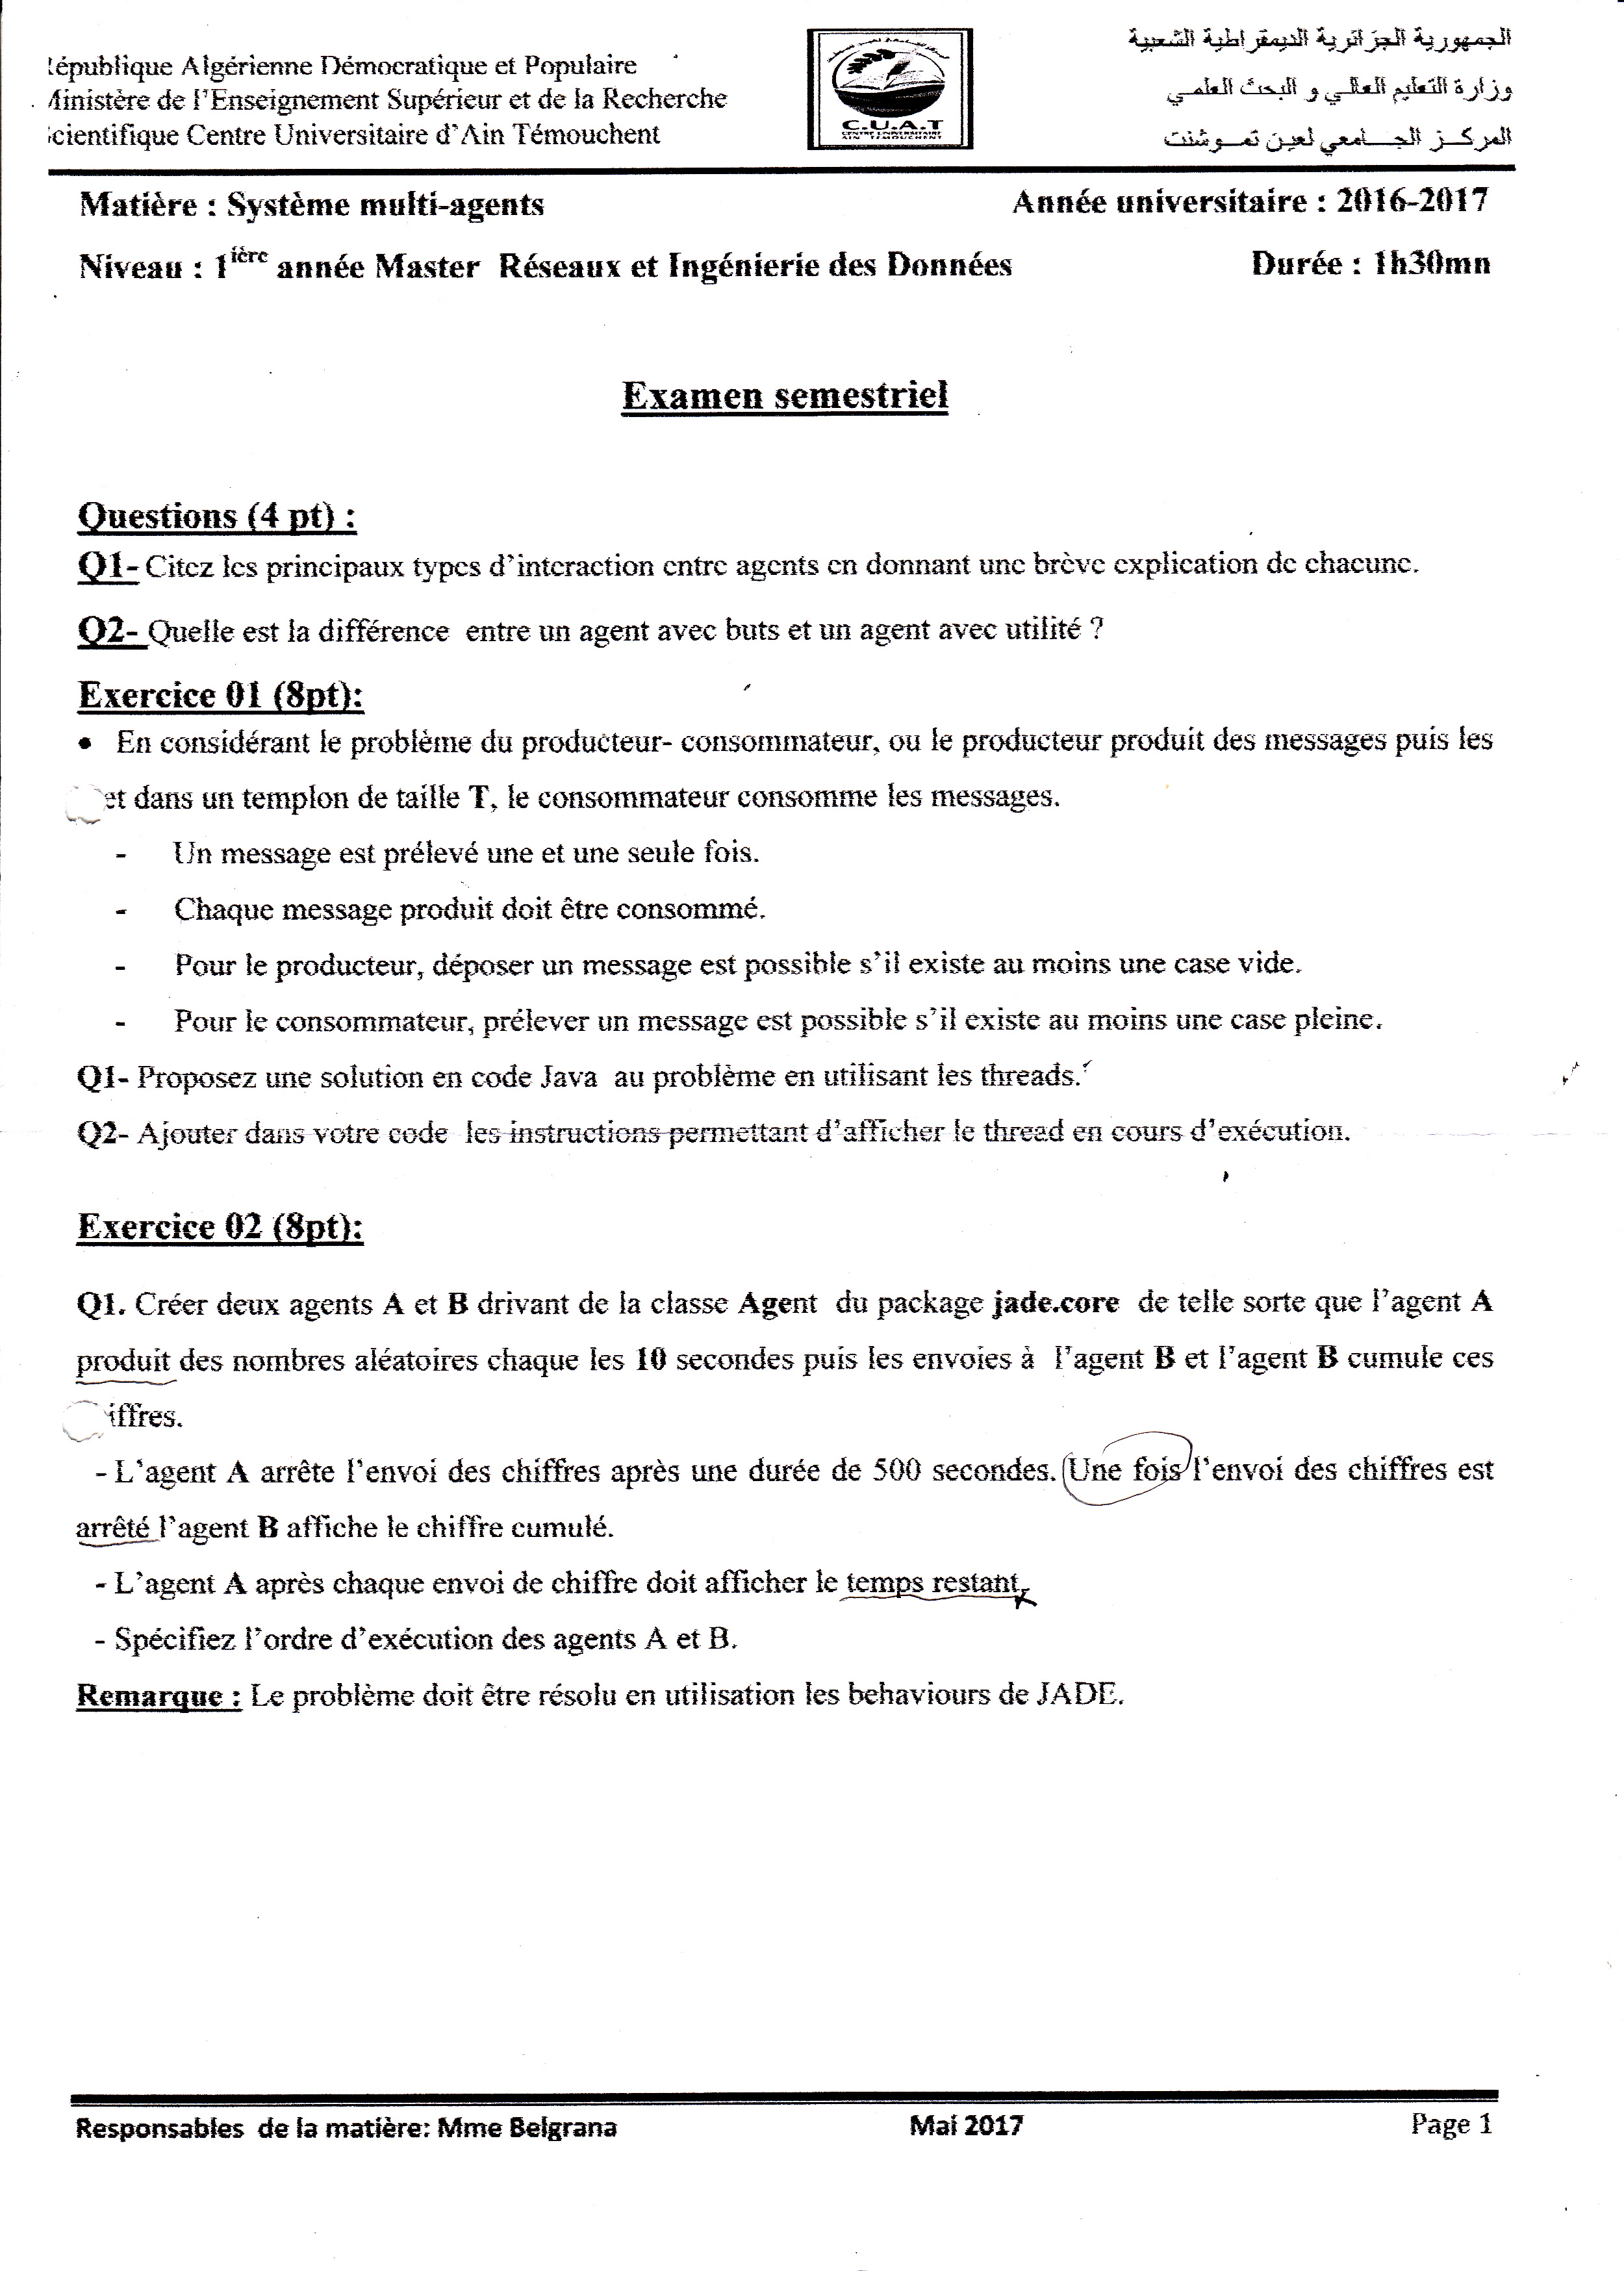 épublique Algérienne Démocratique et Populaire
inistère de l'Enseignement Supérieur et de la Recherche
cientifique Centre Universitaire d'Ain Témouchent
C.U.A.T
CENTRE UNIVERSITAIRE
AIN TEMOUCHENT
الجمهورية الجزائرية الديمقراطية الشعبية
وزارة التعليم العالي و البحث العلمي
المركز الجامعي لعين تموشنت
Matière : Système multi-agents Année universitaire : 2016-2017
Niveau : 1ière année Master Réseaux et Ingénierie des Données Durée : 1h30mn
Examen semestriel
Questions (4 pt) :
Q1- Citez les principaux types d'interaction entre agents en donnant une brève explication de chacune.
Q2- Quelle est la différence entre un agent avec buts et un agent avec utilité ?
Exercice 01 (8pt):
• En considérant le problème du producteur- consommateur, ou le producteur produit des messages puis les
et dans un templon de taille T, le consommateur consomme les messages.
- Un message est prélevé une et une seule fois.
- Chaque message produit doit être consommé.
- Pour le producteur, déposer un message est possible s'il existe au moins une case vide.
- Pour le consommateur, prélever un message est possible s'il existe au moins une case pleine.
Q1- Proposez une solution en code Java au problème en utilisant les threads.
Q2- Ajouter dans votre code les instructions permettant d'afficher le thread en cours d'exécution.
Exercice 02 (8pt):
Q1. Créer deux agents A et B drivant de la classe Agent du package jade.core de telle sorte que l'agent A
produit des nombres aléatoires chaque les 10 secondes puis les envoies à l'agent B et l'agent B cumule ces
iffres.
- L'agent A arrête l'envoi des chiffres après une durée de 500 secondes. Une fois l'envoi des chiffres est
arrêté l'agent B affiche le chiffre cumulé.
- L'agent A après chaque envoi de chiffre doit afficher le temps restant,
- Spécifiez l'ordre d'exécution des agents A et B.
Remarque : Le problème doit être résolu en utilisation les behaviours de JADE.
Responsables de la matière: Mme Belgrana Mai 2017 Page 1